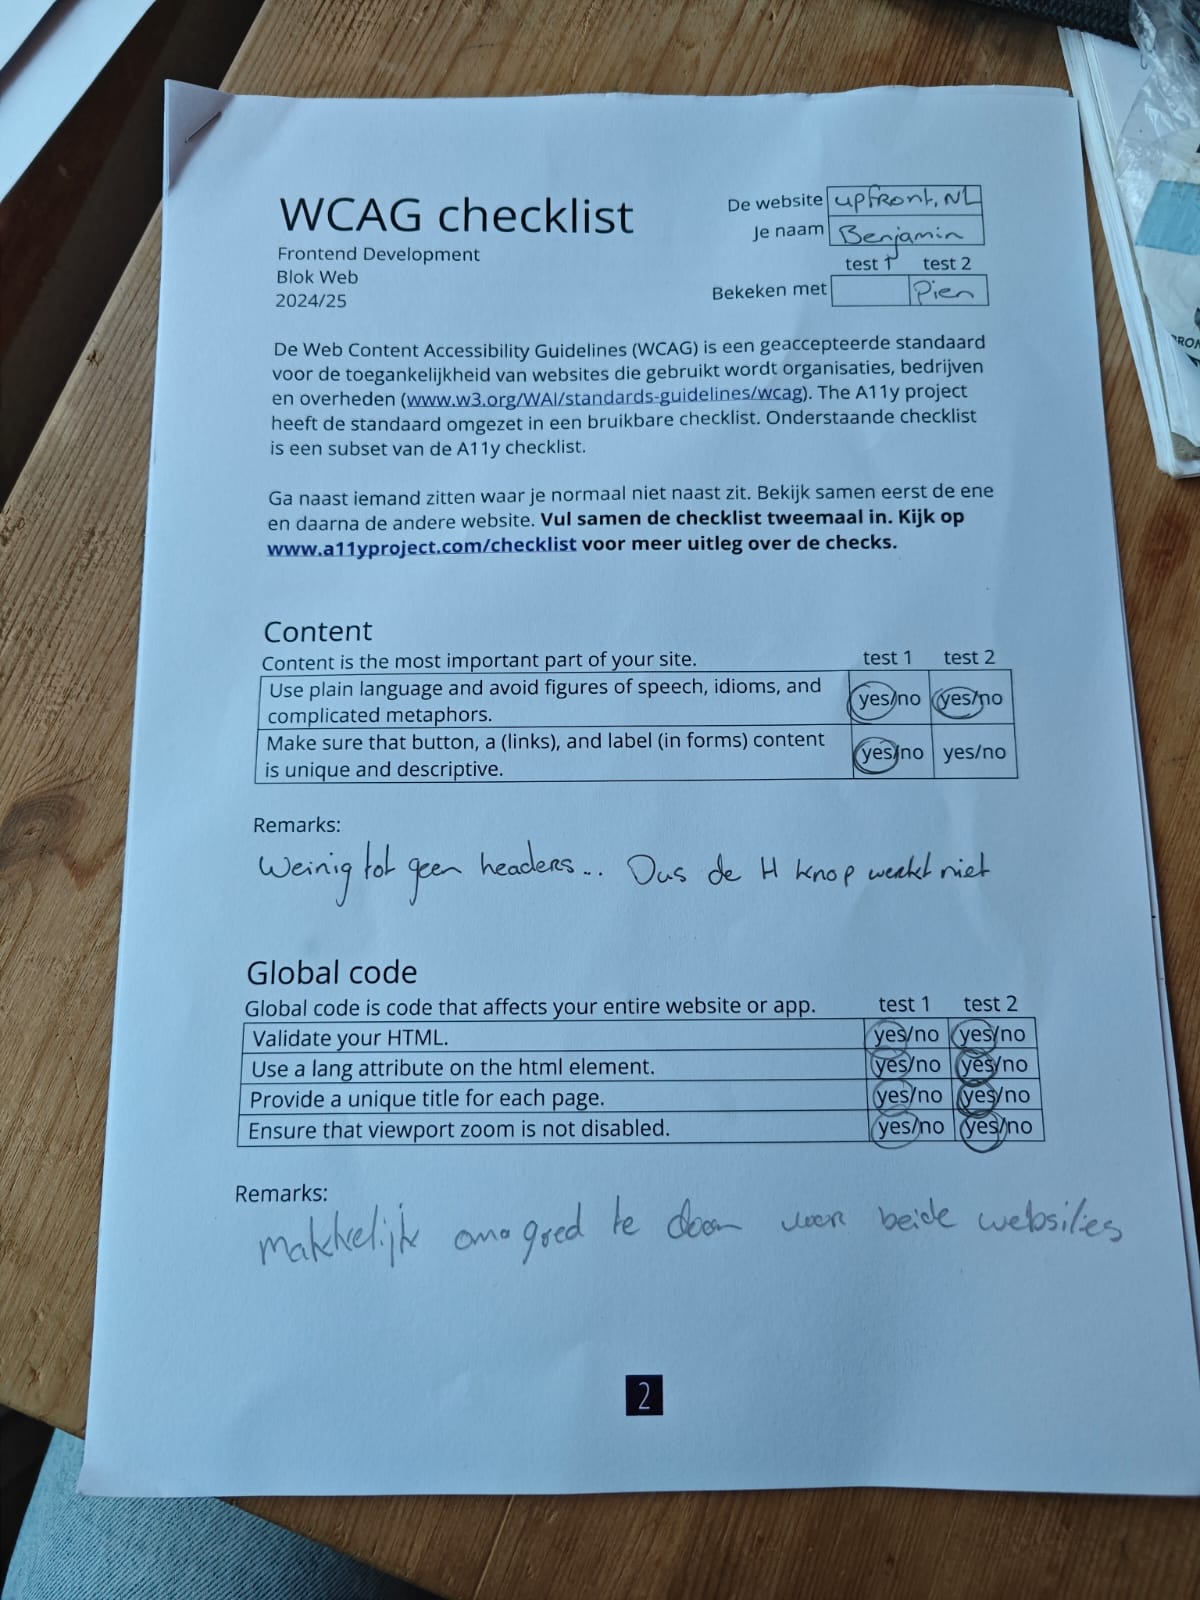 WCAG checklist
Frontend Development
Blok Web
2024/25
De website upfront.NL
Je naam Benjamin
test 1 test 2
Bekeken met Pien
De Web Content Accessibility Guidelines (WCAG) is een geaccepteerde standaard
voor de toegankelijkheid van websites die gebruikt wordt organisaties, bedrijven
en overheden (www.w3.org/WAI/standards-guidelines/wcag). The A11y project
heeft de standaard omgezet in een bruikbare checklist. Onderstaande checklist
is een subset van de A11y checklist.
Ga naast iemand zitten waar je normaal niet naast zit. Bekijk samen eerst de ene
en daarna de andere website. Vul samen de checklist tweemaal in. Kijk op
www.a11yproject.com/checklist voor meer uitleg over de checks.
Content
Content is the most important part of your site. test 1 test 2
Use plain language and avoid figures of speech, idioms, and
complicated metaphors. yes/no yes/no
Make sure that button, a (links), and label (in forms) content
is unique and descriptive. yes/no yes/no
Remarks:
Weinig tot geen headers... Dus de H knop werkt niet
Global code
Global code is code that affects your entire website or app. test 1 test 2
Validate your HTML. yes/no yes/no
Use a lang attribute on the html element. yes/no yes/no
Provide a unique title for each page. yes/no yes/no
Ensure that viewport zoom is not disabled. yes/no yes/no
Remarks:
goed te doen voor beide websites
2